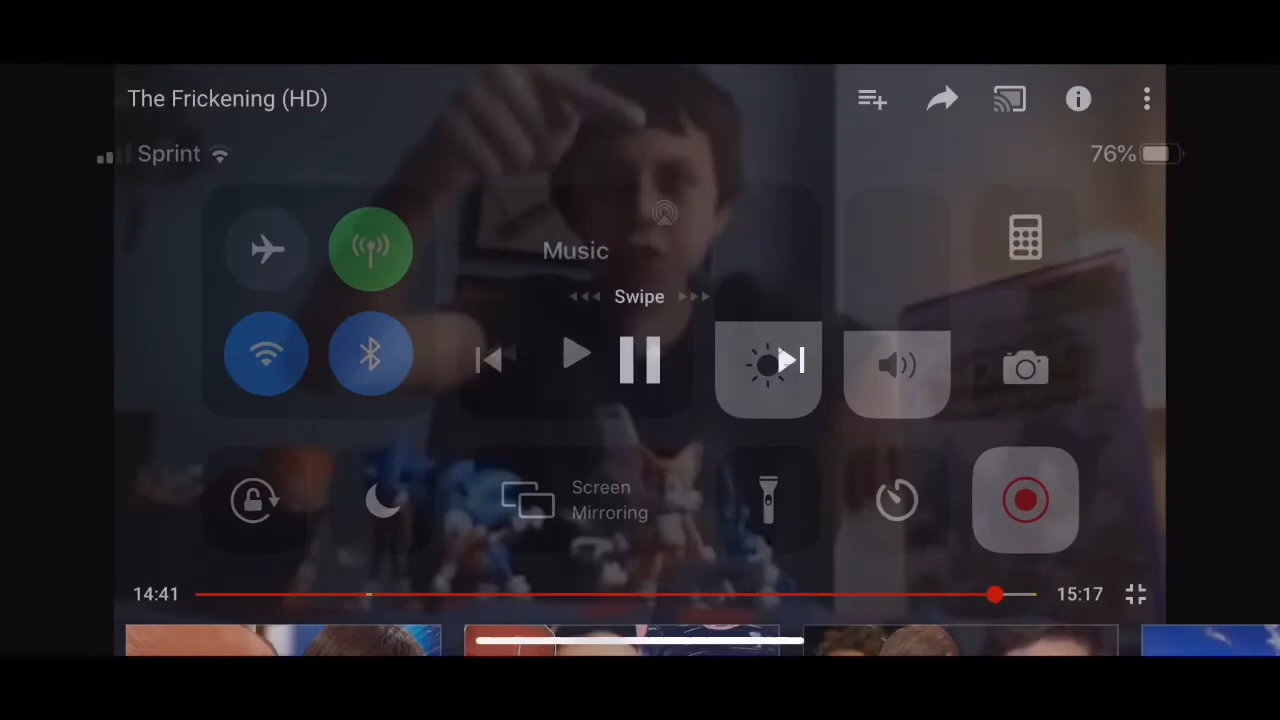 The Frickening (HD)
Sprint
76%
Music
Swipe
Screen
Mirroring
14:41
15:17